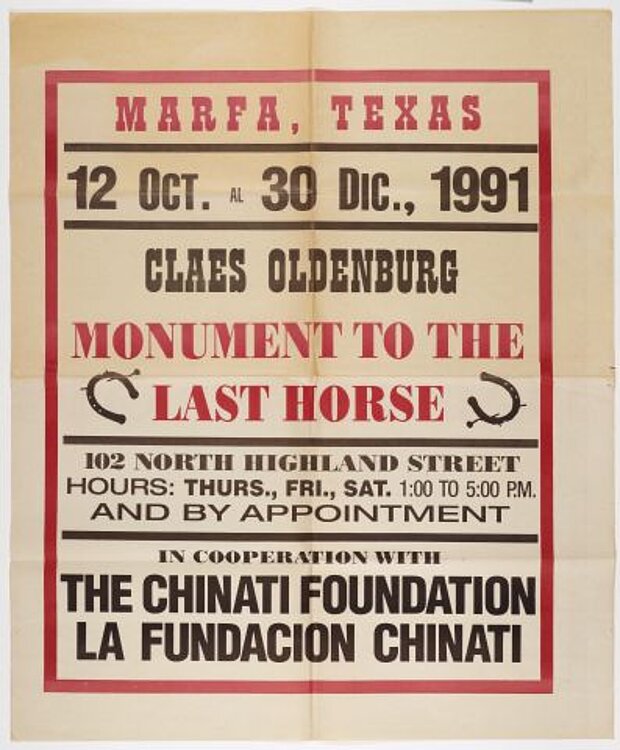 MARFA, TEXAS
12 OCT. AL 30 DIC., 1991
CLAES OLDENBURG
MONUMENT TO THE
LAST HORSE
102 NORTH HIGHLAND STREET
HOURS: THURS., FRI., SAT. 1:00 TO 5:00 P.M.
AND BY APPOINTMENT
IN COOPERATION WITH
THE CHINATI FOUNDATION
LA FUNDACION CHINATI